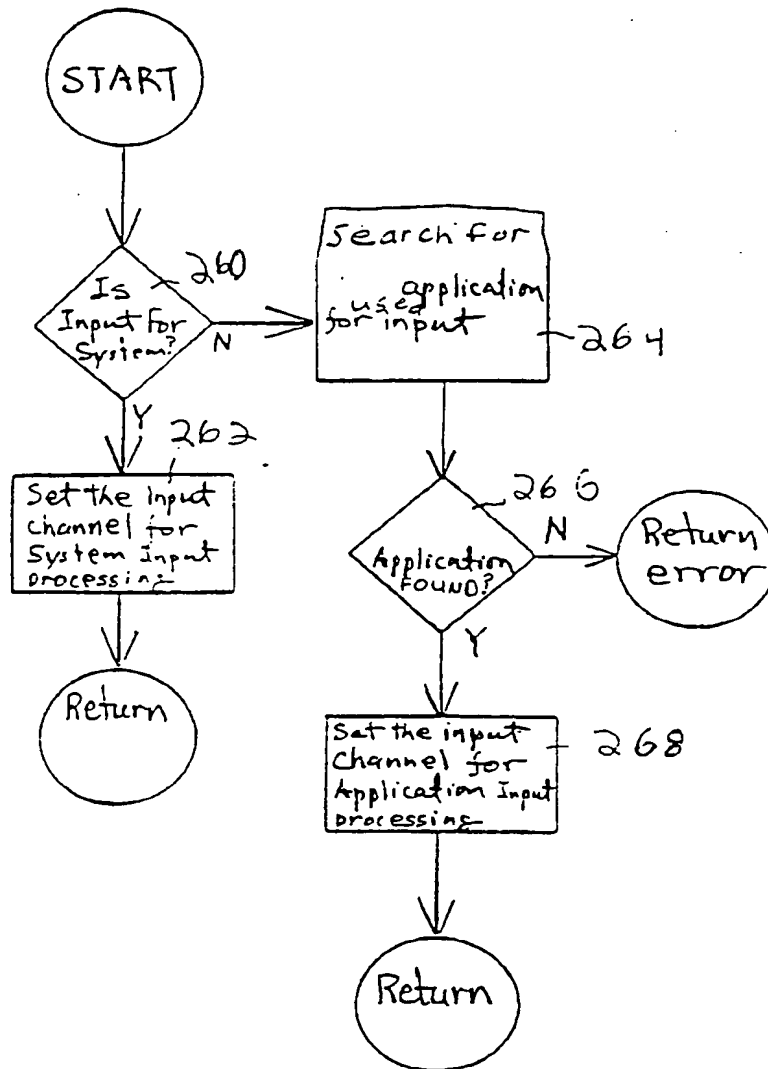 START
260
Is
Input For
System?
N
Y
Search for
application
used
for input
264
262
Set the input
channel for
System Input
processing
Return
266
Application
FOUND?
N
Return
error
Y
Set the input
Channel for
Application Input
processing
268
Return